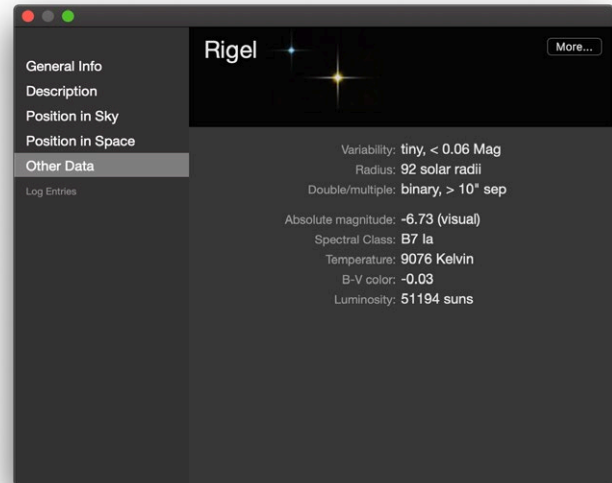 Rigel
More...
General Info
Description
Position in Sky
Position in Space
Other Data
Log Entries
Variability: tiny, < 0.06 Mag
Radius: 92 solar radii
Double/multiple: binary, > 10" sep
Absolute magnitude: -6.73 (visual)
Spectral Class: B7 Ia
Temperature: 9076 Kelvin
B-V color: -0.03
Luminosity: 51194 suns